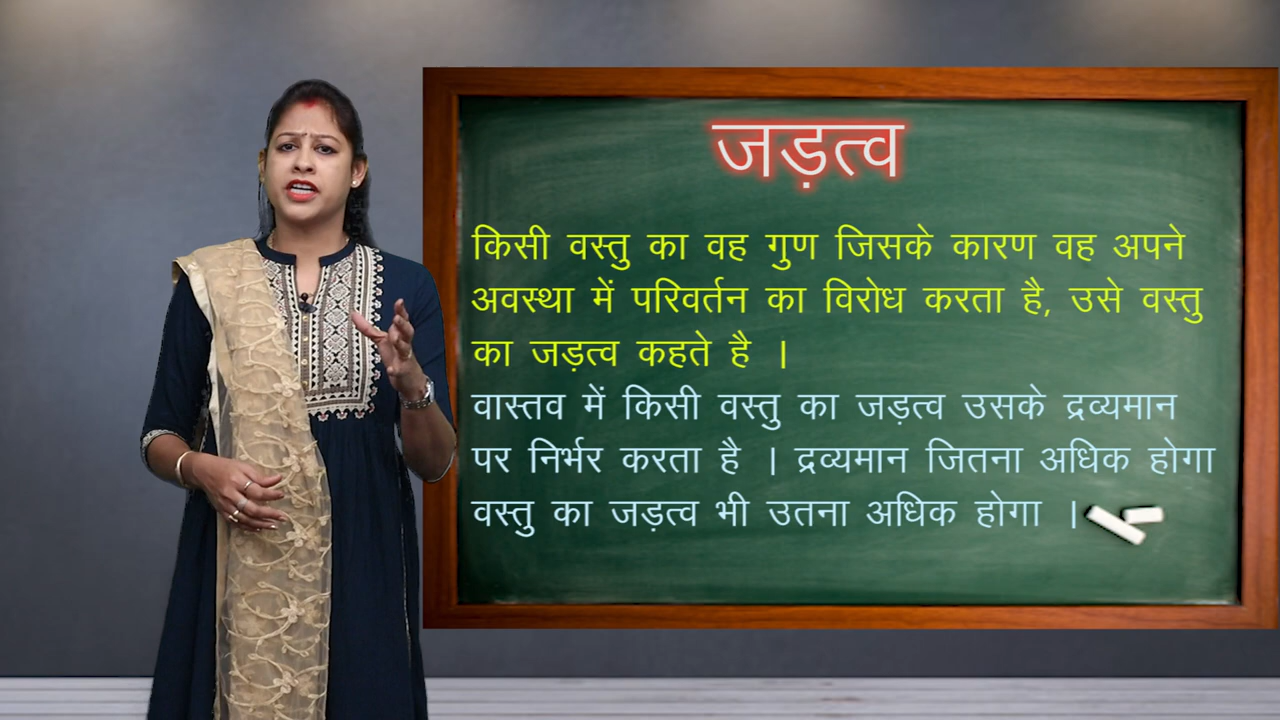 जड़त्व
किसी वस्तु का वह गुण जिसके कारण वह अपने
अवस्था में परिवर्तन का विरोध करता है, उसे वस्तु
का जड़त्व कहते है ।
वास्तव में किसी वस्तु का जड़त्व उसके द्रव्यमान
पर निर्भर करता है । द्रव्यमान जितना अधिक होगा
वस्तु का जड़त्व भी उतना अधिक होगा ।